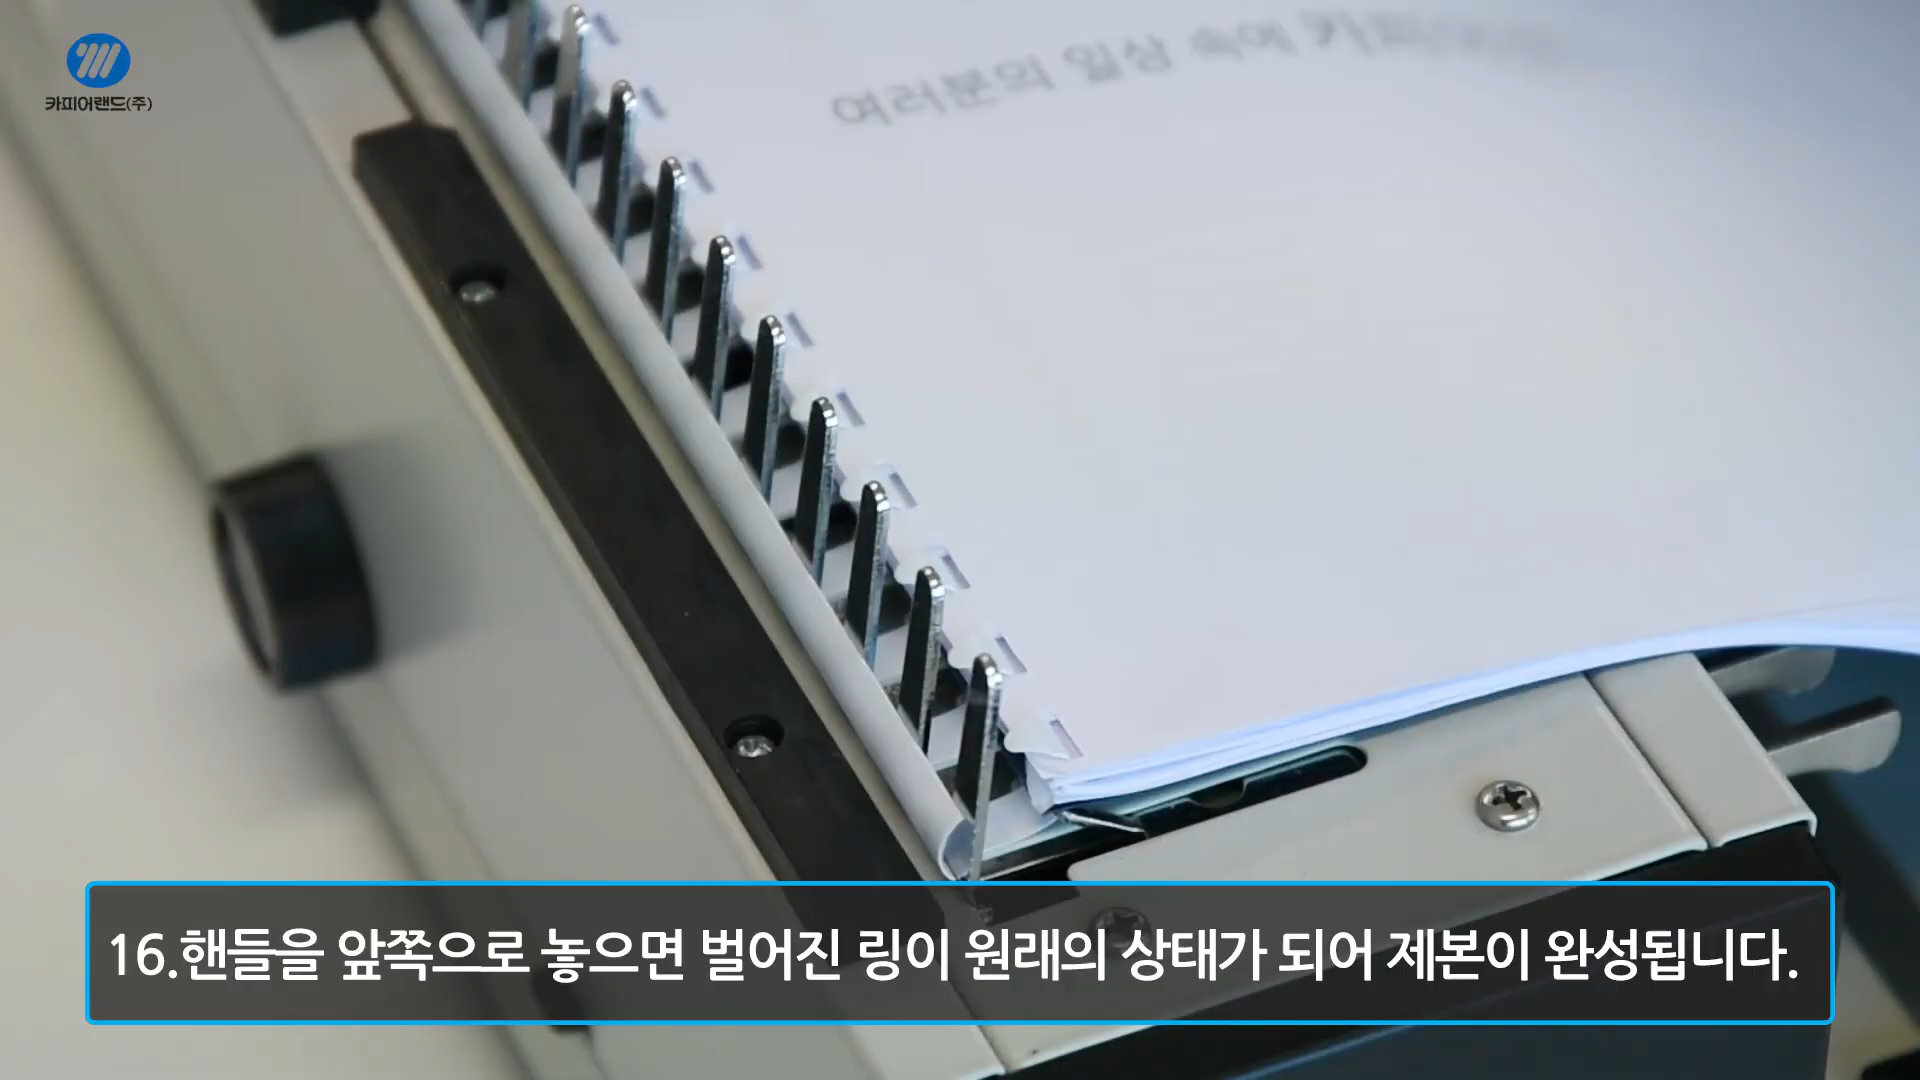 카피어랜드(주)
여러분의 일상 속에
16.핸들을 앞쪽으로 놓으면 벌어진 링이 원래의 상태가 되어 제본이 완성됩니다.